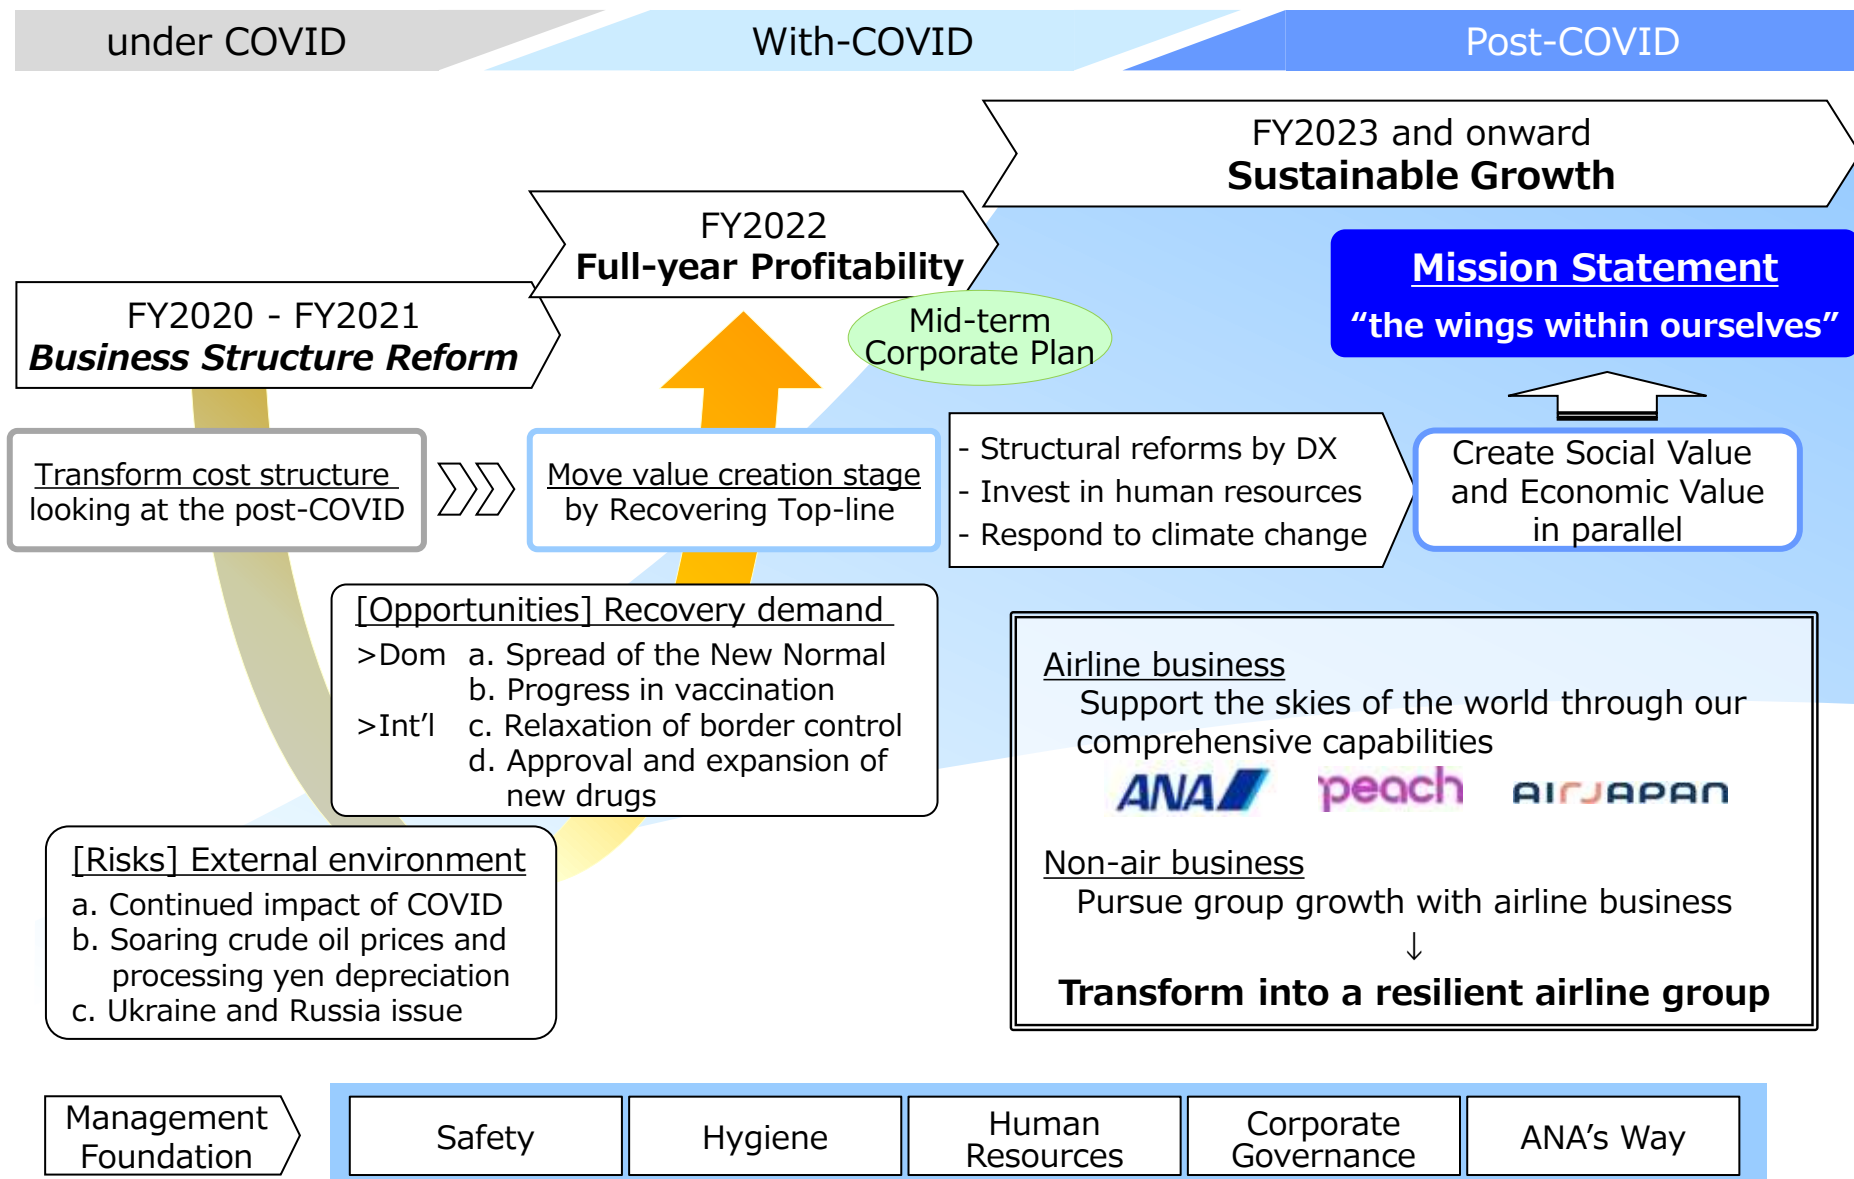 under COVID
With-COVID
Post-COVID
FY2023 and onward
Sustainable Growth
FY2022
Full-year Profitability
FY2020 - FY2021
Business Structure Reform
Mid-term
Corporate Plan
Mission Statement
“the wings within ourselves”
Transform cost structure
looking at the post-COVID
Move value creation stage
by Recovering Top-line
- Structural reforms by DX
- Invest in human resources
- Respond to climate change
Create Social Value
and Economic Value
in parallel
[Opportunities] Recovery demand
>Dom a. Spread of the New Normal
b. Progress in vaccination
>Int’l c. Relaxation of border control
d. Approval and expansion of
new drugs
[Risks] External environment
a. Continued impact of COVID
b. Soaring crude oil prices and
processing yen depreciation
c. Ukraine and Russia issue
Airline business
Support the skies of the world through our
comprehensive capabilities
ANA peach AIRJAPAN
Non-air business
Pursue group growth with airline business
↓
Transform into a resilient airline group
Management
Foundation
Safety
Hygiene
Human
Resources
Corporate
Governance
ANA’s Way